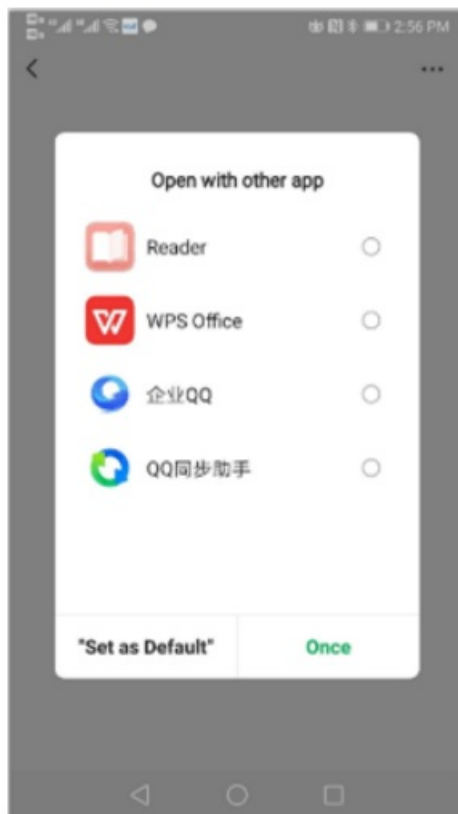 2:56 PM
Open with other app
Reader
WPS Office
企业QQ
QQ同步助手
"Set as Default"
Once